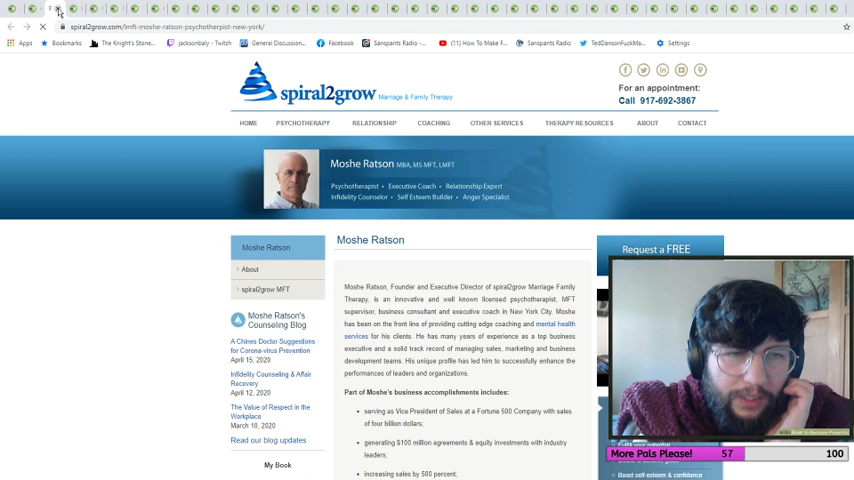 spiral2grow.com/lmft-moshe-ratson-psychotherpist-new-york/
Apps Bookmarks The Knight's Stone... jacksonbaly - Twitch General Discussion... Facebook Sanspants Radio -... (11) How To Make F... Sanspants Radio TedDansonFuckMa... Settings
spiral2grow Marriage & Family Therapy
For an appointment:
Call 917-692-3867
HOME PSYCHOTHERAPY RELATIONSHIP COACHING OTHER SERVICES THERAPY RESOURCES ABOUT CONTACT
Moshe Ratson MBA, MS MFT, LMFT
Psychotherapist • Executive Coach • Relationship Expert
Infidelity Counselor • Self Esteem Builder • Anger Specialist
Moshe Ratson
About
spiral2grow MFT
Moshe Ratson's
Counseling Blog
A Chines Doctor Suggestions
for Corona-virus Prevention
April 15, 2020
Infidelity Counseling & Affair
Recovery
April 12, 2020
The Value of Respect in the
Workplace
March 10, 2020
Read our blog updates
My Book
Moshe Ratson
Moshe Ratson, Founder and Executive Director of spiral2grow Marriage Family
Therapy, is an innovative and well known licensed psychotherapist, MFT
supervisor, business consultant and executive coach in New York City. Moshe
has been on the front line of providing cutting edge coaching and mental health
services for his clients. He has many years of experience as a top business
executive and a solid track record of managing sales, marketing and business
development teams. His unique profile has led him to successfully enhance the
performances of leaders and organizations.
Part of Moshe's business accomplishments includes:
• serving as Vice President of Sales at a Fortune 500 Company with sales
of four billion dollars;
• generating $100 million agreements & equity investments with industry
leaders;
• increasing sales by 500 percent,
Request a FREE
How to Become Powerful
More Pals Please! 57 100
Boost self-esteem & confidence